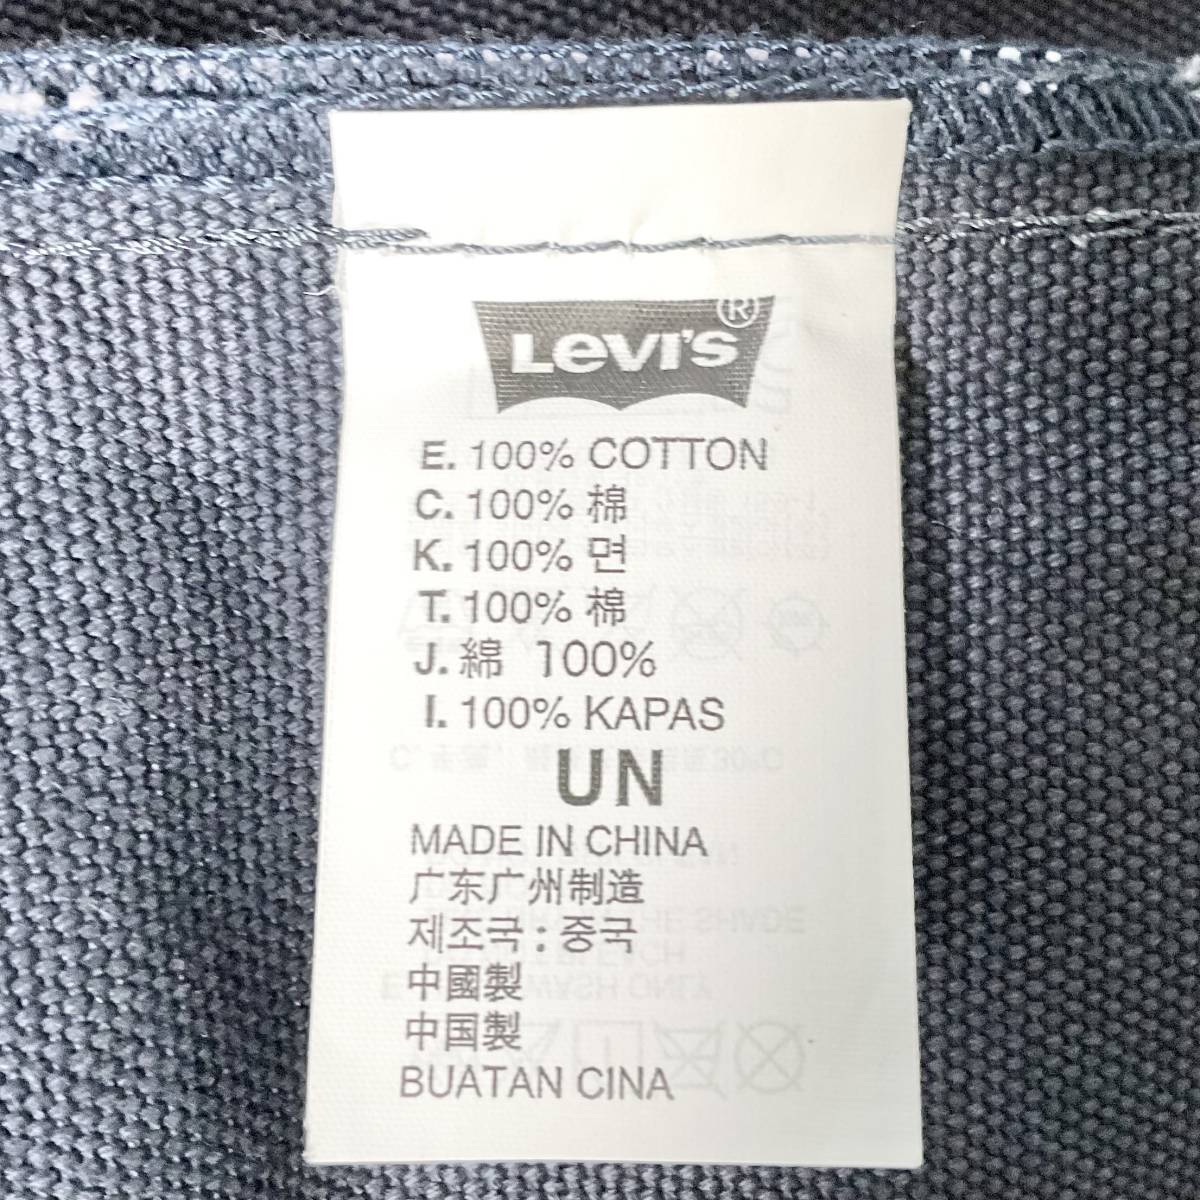 Levi's®
E. 100% COTTON
C. 100% 棉
K. 100% 면
T. 100% 棉
J. 綿 100%
I. 100% KAPAS
UN
MADE IN CHINA
广东广州制造
제조국 : 중국
中國製
中国製
BUATAN CINA